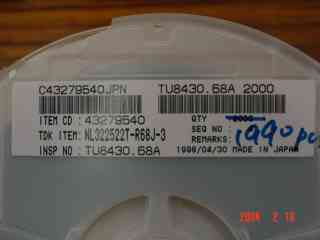 C43279540JPN TU8430.68A 2000
ITEM CD : 43279540 QTY 2000
TDK ITEM: NL322522T-R68J-3 SEQ NO :
REMARKS: 1990pcs
INSP NO : TU8430.68A 1998/04/30 MADE IN JAPAN
2004 2 18